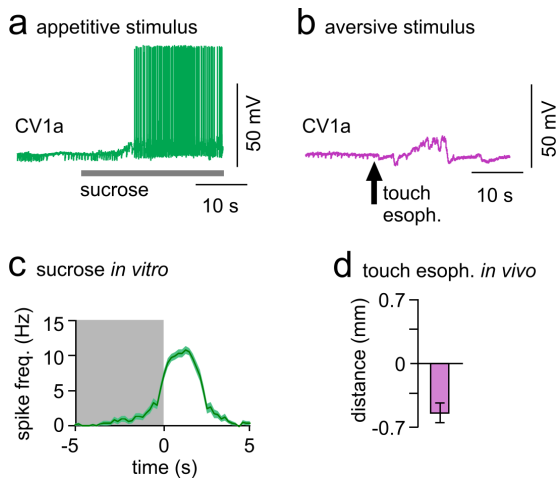 a appetitive stimulus
CV1a
50 mV
sucrose
10 s
b aversive stimulus
CV1a
50 mV
touch
esoph.
10 s
c sucrose in vitro
spike freq. (Hz)
15
10
5
0
-5
0
5
time (s)
d touch esoph. in vivo
distance (mm)
0.7
0
-0.7